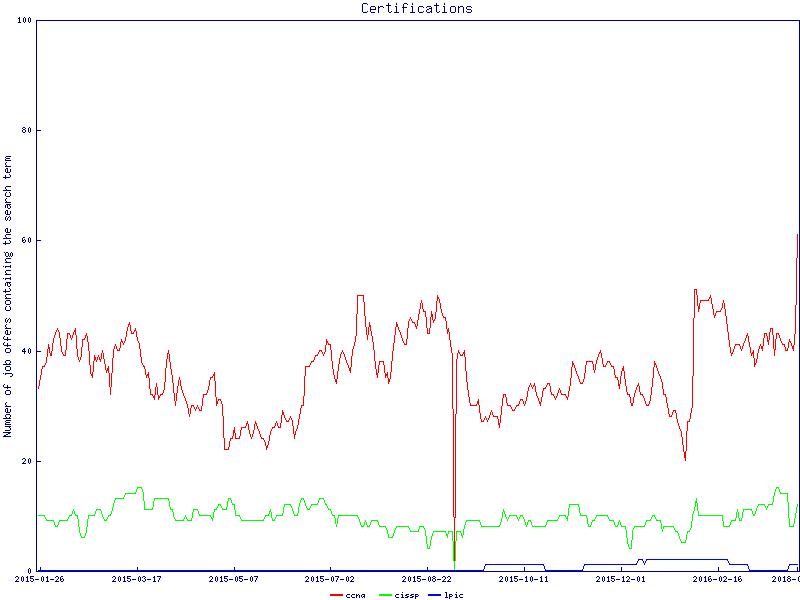 Certifications
Number of job offers containing the search term
100
80
60
40
20
0
2015-01-26 2015-03-17 2015-05-07 2015-07-02 2015-08-22 2015-10-11 2015-12-01 2016-02-16 2018-0
ccna cissp lpic